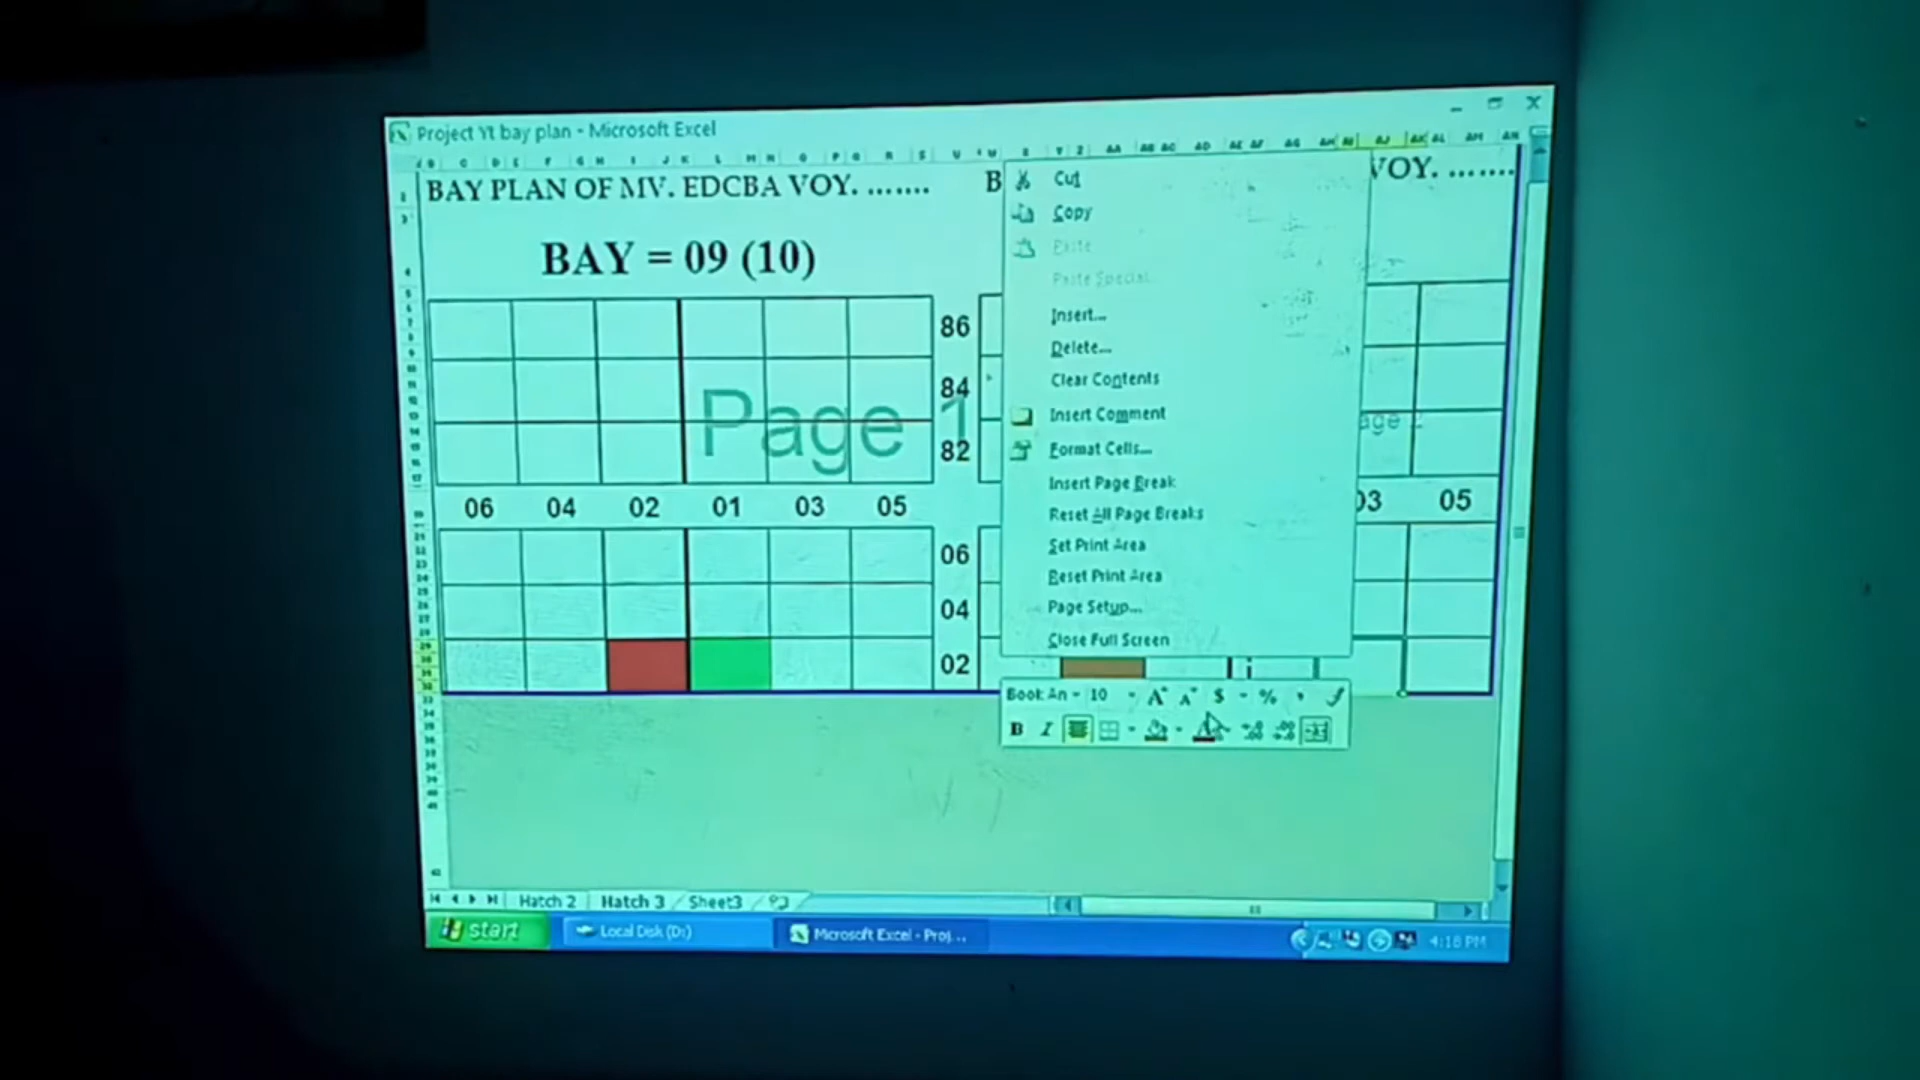 Project Yt bay plan - Microsoft Excel
BAY PLAN OF MV. EDCBA VOY. .......
B
VOY. .......
BAY = 09 (10)
86
84
82
Page 1
age
06 04 02 01 03 05
03 05
06
04
02
Cut
Copy
Paste
Paste Special...
Insert...
Delete...
Clear Contents
Insert Comment
Format Cells...
Insert Page Break
Reset All Page Breaks
Set Print Area
Reset Print Area
Page Setup...
Close Full Screen
Book An 10 A A $ % ,
B I A
Hatch 2 Hatch 3 Sheet3
start Local Disk (D:) Microsoft Excel - Proj... 4:18 PM